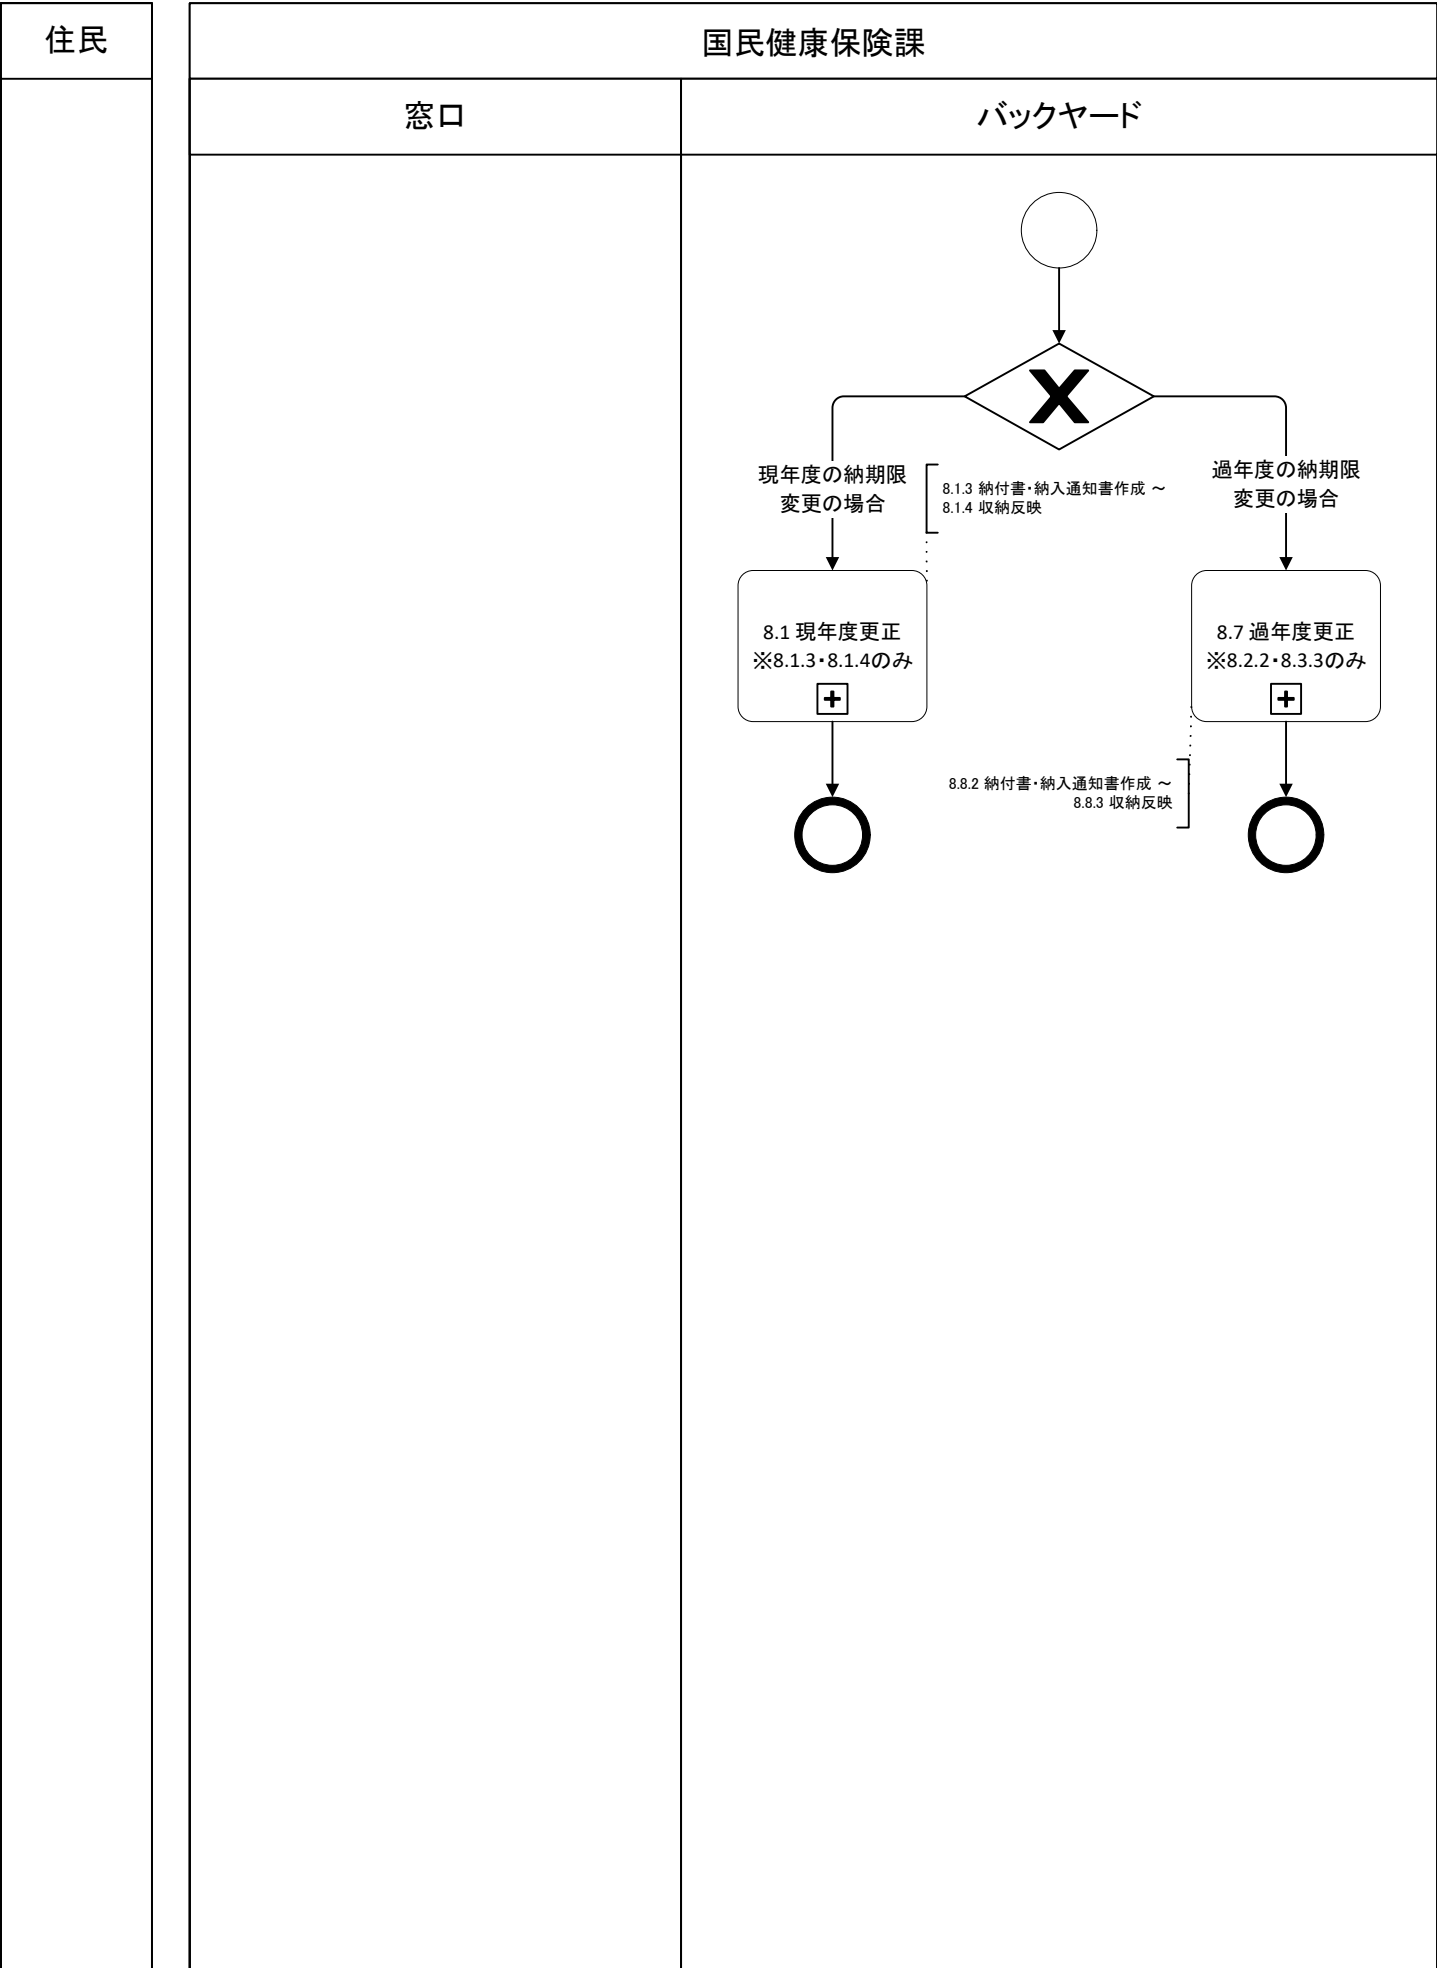 住民
国民健康保険課
窓口
バックヤード
現年度の納期限
変更の場合
8.1.3 納付書・納入通知書作成 ～
8.1.4 収納反映
過年度の納期限
変更の場合
8.1 現年度更正
※8.1.3・8.1.4のみ
8.7 過年度更正
※8.2.2・8.3.3のみ
8.8.2 納付書・納入通知書作成 ～
8.8.3 収納反映